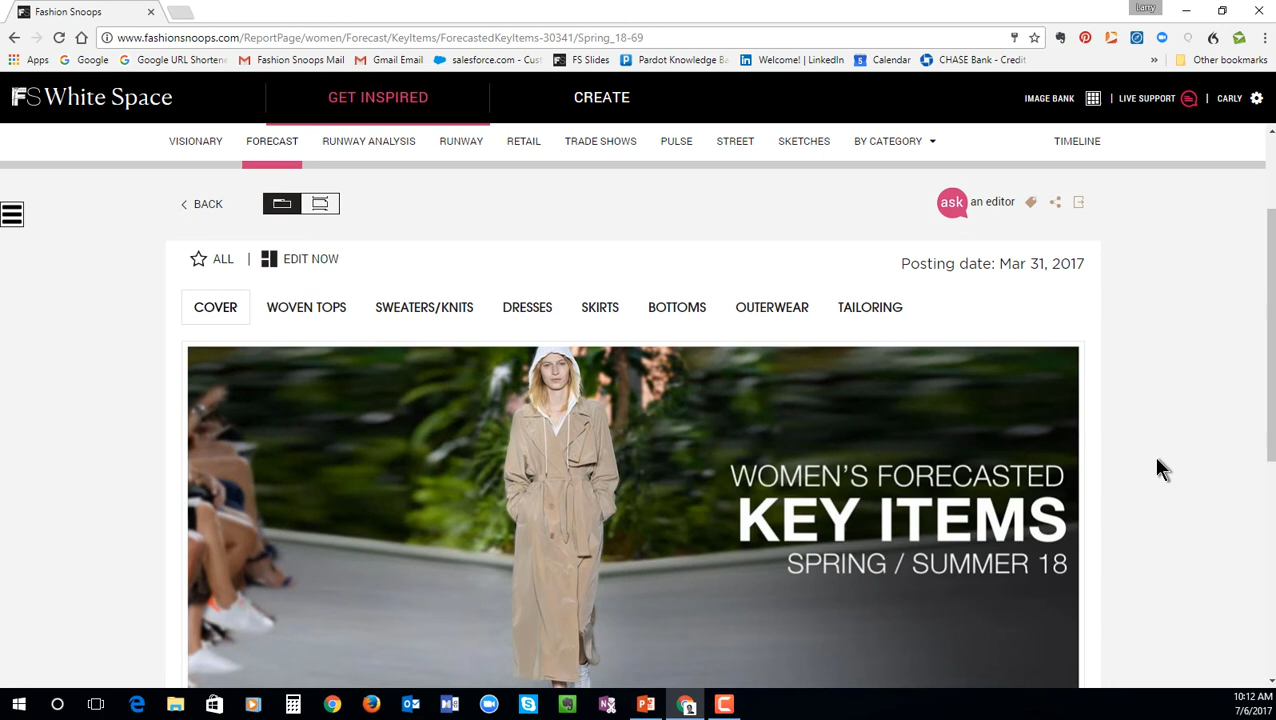 Fashion Snoops
Larry
www.fashionsnoops.com/ReportPage/women/Forecast/KeyItems/ForecastedKeyItems-30341/Spring_18-69
Apps Google Google URL Shortene Fashion Snoops Mail Gmail Email salesforce.com - Cust FS Slides Pardot Knowledge Ba Welcome! | LinkedIn Calendar CHASE Bank - Credit » Other bookmarks
FS White Space GET INSPIRED CREATE IMAGE BANK | LIVE SUPPORT | CARLY
VISIONARY FORECAST RUNWAY ANALYSIS RUNWAY RETAIL TRADE SHOWS PULSE STREET SKETCHES BY CATEGORY TIMELINE
BACK ask an editor
ALL | EDIT NOW Posting date: Mar 31, 2017
COVER WOVEN TOPS SWEATERS/KNITS DRESSES SKIRTS BOTTOMS OUTERWEAR TAILORING
WOMEN'S FORECASTED
KEY ITEMS
SPRING / SUMMER 18
10:12 AM
7/6/2017